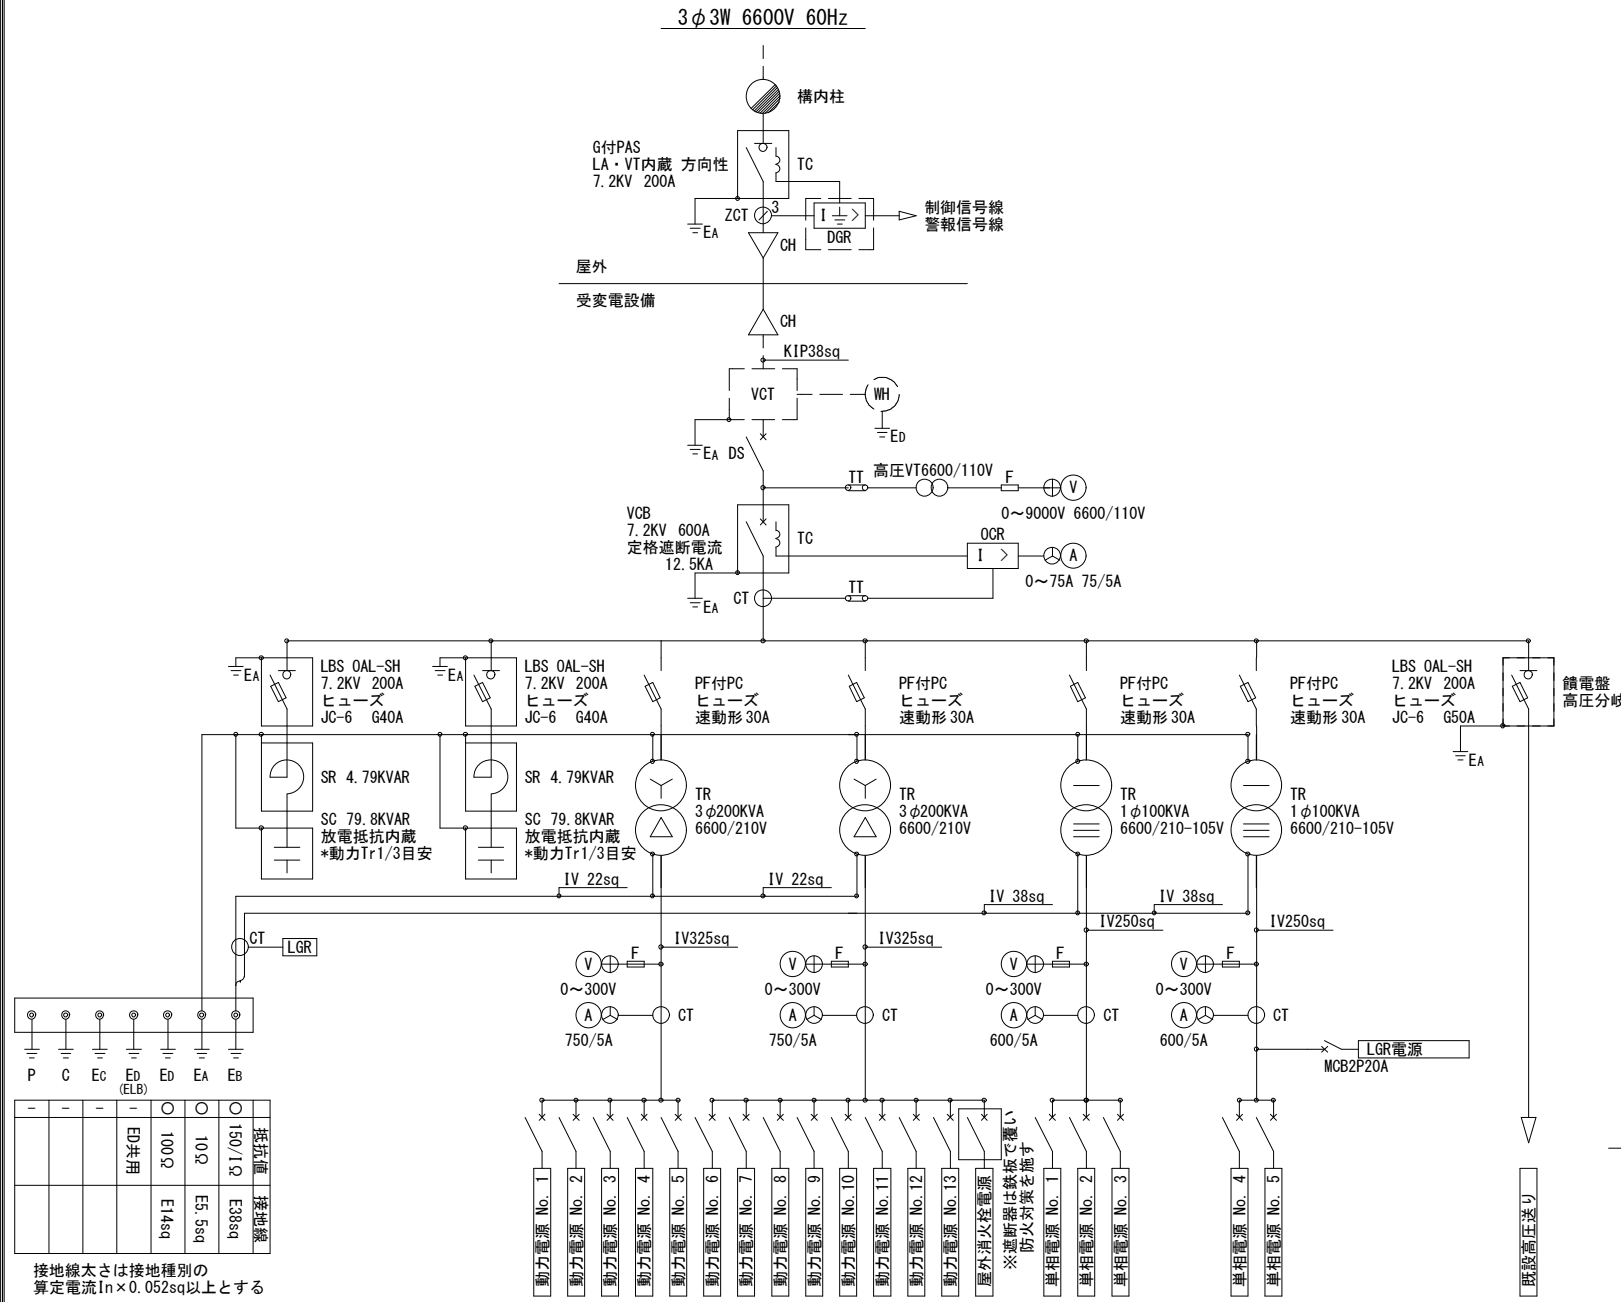 3φ3W 6600V 60Hz
構内柱
G付PAS
LA・VT内蔵 方向性
7.2KV 200A
TC
ZCT
3
I >
DGR
制御信号線
警報信号線
EA
CH
屋外
受変電設備
CH
KIP38sq
VCT
WH
ED
EA
DS
TT
高圧VT6600/110V
F
V
0～9000V 6600/110V
VCB
7.2KV 600A
定格遮断電流
12.5KA
TC
OCR
I >
A
0～75A 75/5A
EA
CT
TT
EA
LBS OAL-SH
7.2KV 200A
ヒューズ
JC-6 G40A
EA
LBS OAL-SH
7.2KV 200A
ヒューズ
JC-6 G40A
PF付PC
ヒューズ
速動形 30A
PF付PC
ヒューズ
速動形 30A
PF付PC
ヒューズ
速動形 30A
PF付PC
ヒューズ
速動形 30A
LBS OAL-SH
7.2KV 200A
ヒューズ
JC-6 G50A
EA
饋電盤
高圧分岐
SR 4.79KVAR
SC 79.8KVAR
放電抵抗内蔵
*動力Tr1/3目安
SR 4.79KVAR
SC 79.8KVAR
放電抵抗内蔵
*動力Tr1/3目安
TR
3φ200KVA
6600/210V
TR
3φ200KVA
6600/210V
TR
1φ100KVA
6600/210-105V
TR
1φ100KVA
6600/210-105V
IV 22sq
IV 22sq
IV 38sq
IV 38sq
CT
LGR
IV325sq
IV325sq
IV250sq
IV250sq
V
F
0～300V
A
CT
750/5A
V
F
0～300V
A
CT
750/5A
V
F
0～300V
A
CT
600/5A
V
F
0～300V
A
CT
600/5A
LGR電源
MCB2P20A
P
C
EC
ED
(ELB)
ED
EA
EB
抵抗値
接地線
○
150/IΩ
E38sq
○
10Ω
E5.5sq
○
100Ω
E14sq
-
ED共用
-
-
-
接地線太さは接地種別の
算定電流In×0.052sq以上とする
動力電源 No. 1
動力電源 No. 2
動力電源 No. 3
動力電源 No. 4
動力電源 No. 5
動力電源 No. 6
動力電源 No. 7
動力電源 No. 8
動力電源 No. 9
動力電源 No. 10
動力電源 No. 11
動力電源 No. 12
動力電源 No. 13
屋外消火栓電源
※遮断器は鉄板で覆い
防火対策を施す
単相電源 No. 1
単相電源 No. 2
単相電源 No. 3
単相電源 No. 4
単相電源 No. 5
既設高圧送り